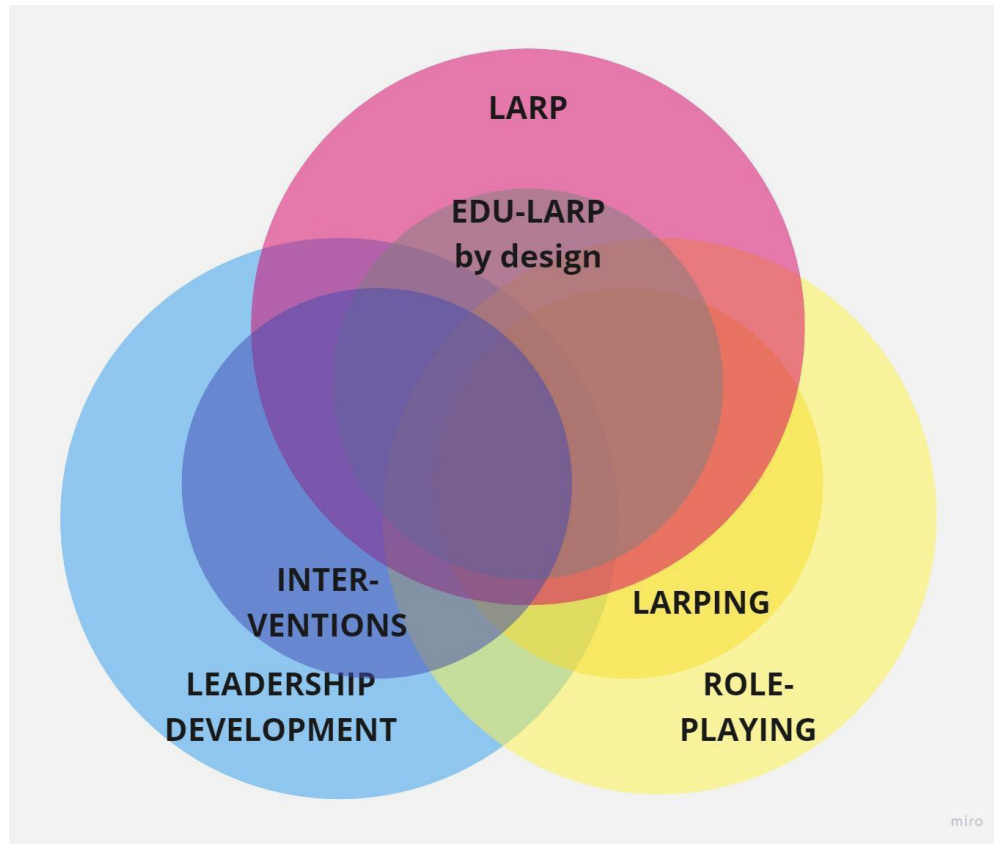 LARP
EDU-LARP
by design
INTER-
VENTIONS
LEADERSHIP
DEVELOPMENT
LARPING
ROLE-
PLAYING
miro